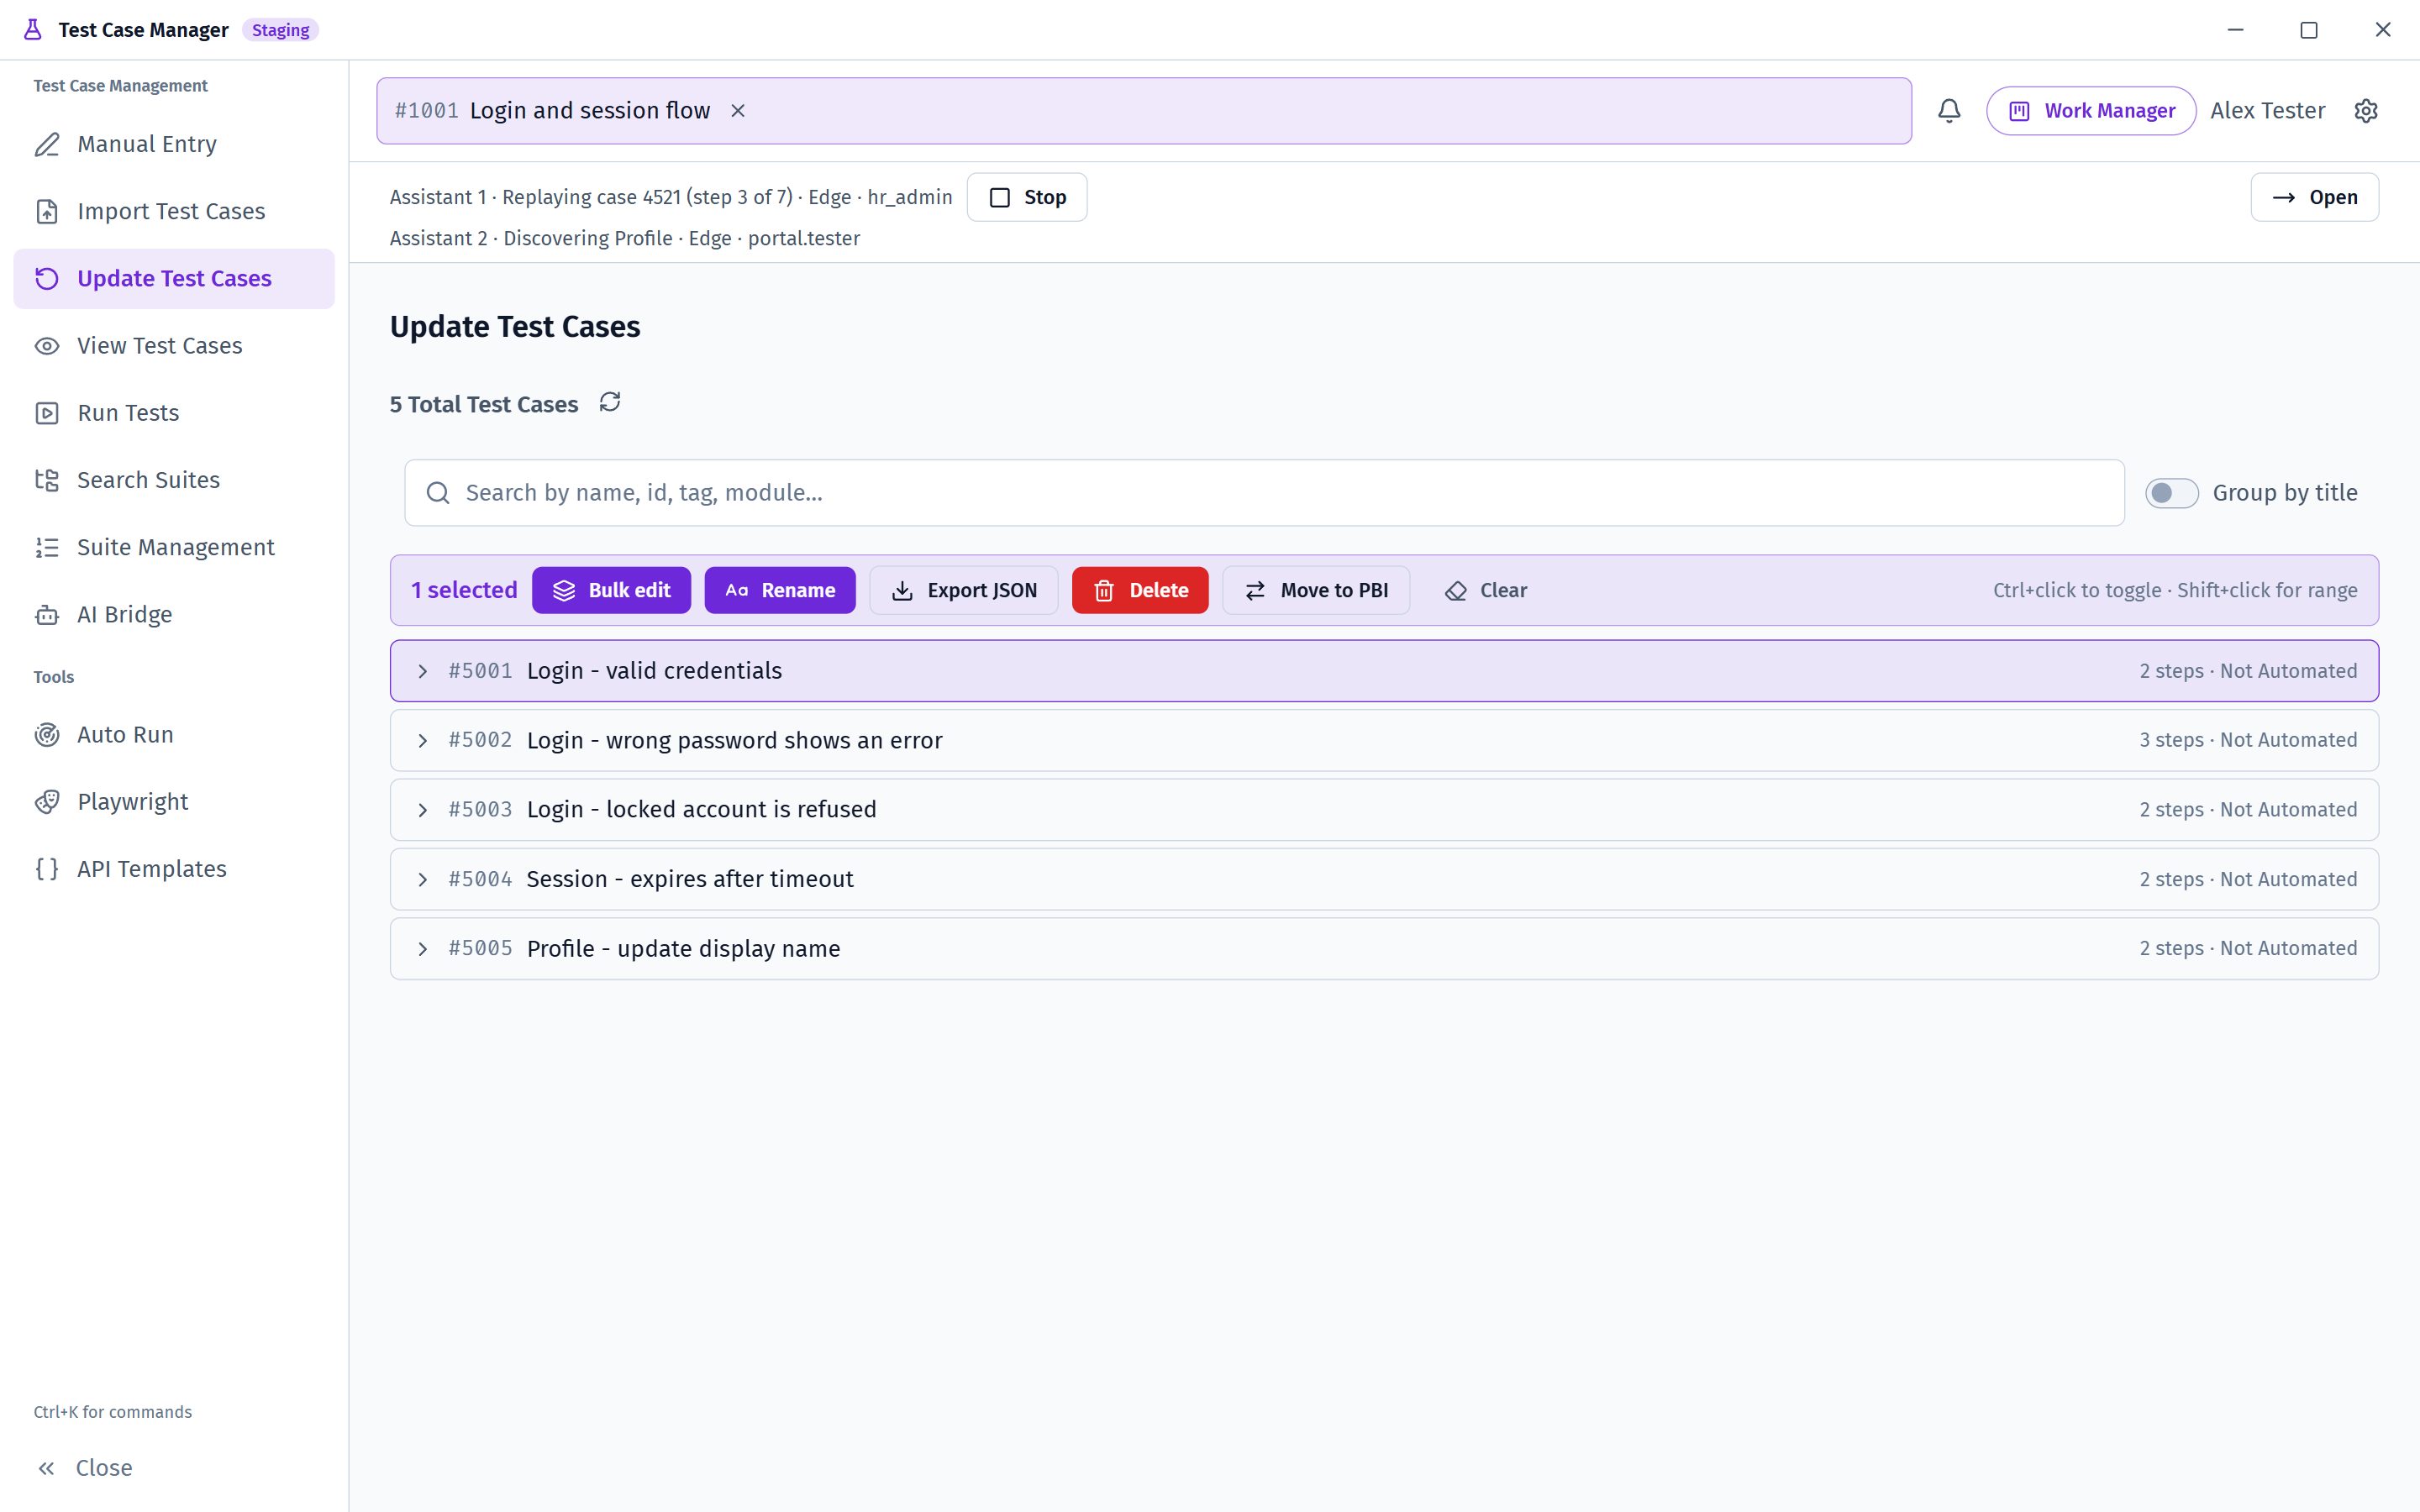 Test Case Manager Staging
Test Case Management
Manual Entry
Import Test Cases
Update Test Cases
View Test Cases
Run Tests
Search Suites
Suite Management
AI Bridge
Tools
Auto Run
Playwright
API Templates
Ctrl+K for commands
Close
#1001 Login and session flow
Work Manager Alex Tester
Assistant 1 · Replaying case 4521 (step 3 of 7) · Edge · hr_admin Stop Open
Assistant 2 · Discovering Profile · Edge · portal.tester
Update Test Cases
5 Total Test Cases
Search by name, id, tag, module... Group by title
1 selected Bulk edit Aa Rename Export JSON Delete Move to PBI Clear Ctrl+click to toggle · Shift+click for range
#5001 Login - valid credentials 2 steps · Not Automated
#5002 Login - wrong password shows an error 3 steps · Not Automated
#5003 Login - locked account is refused 2 steps · Not Automated
#5004 Session - expires after timeout 2 steps · Not Automated
#5005 Profile - update display name 2 steps · Not Automated